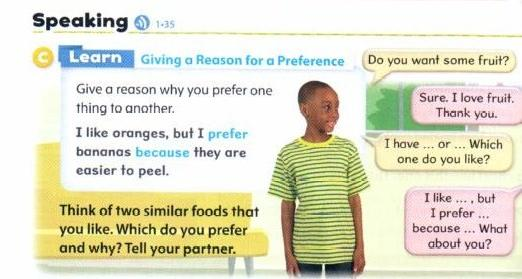 Speaking 1•35
C Learn Giving a Reason for a Preference
Give a reason why you prefer one
thing to another.
I like oranges, but I prefer
bananas because they are
easier to peel.
Think of two similar foods that
you like. Which do you prefer
and why? Tell your partner.
Do you want some fruit?
Sure. I love fruit.
Thank you.
I have ... or ... Which
one do you like?
I like ... , but
I prefer ...
because ... What
about you?